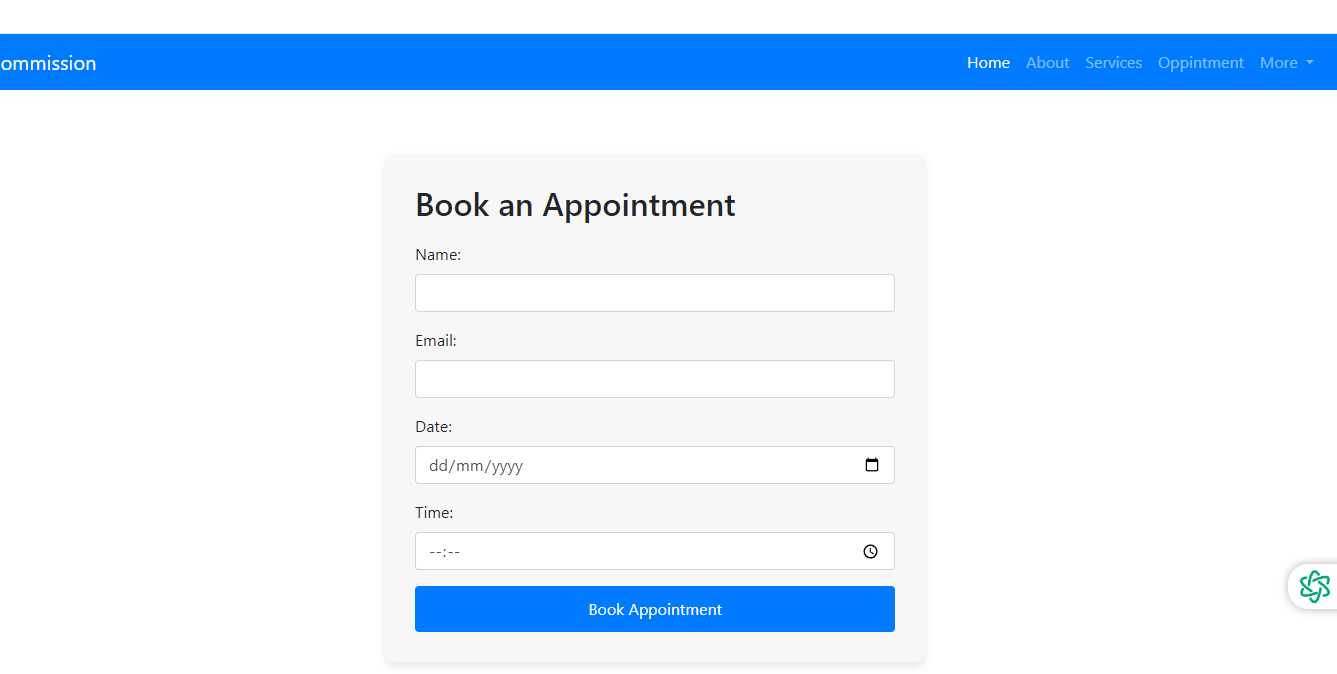 ommission
Home About Services Oppintment More
Book an Appointment
Name:
Email:
Date:
dd/mm/yyyy
Time:
--:--
Book Appointment